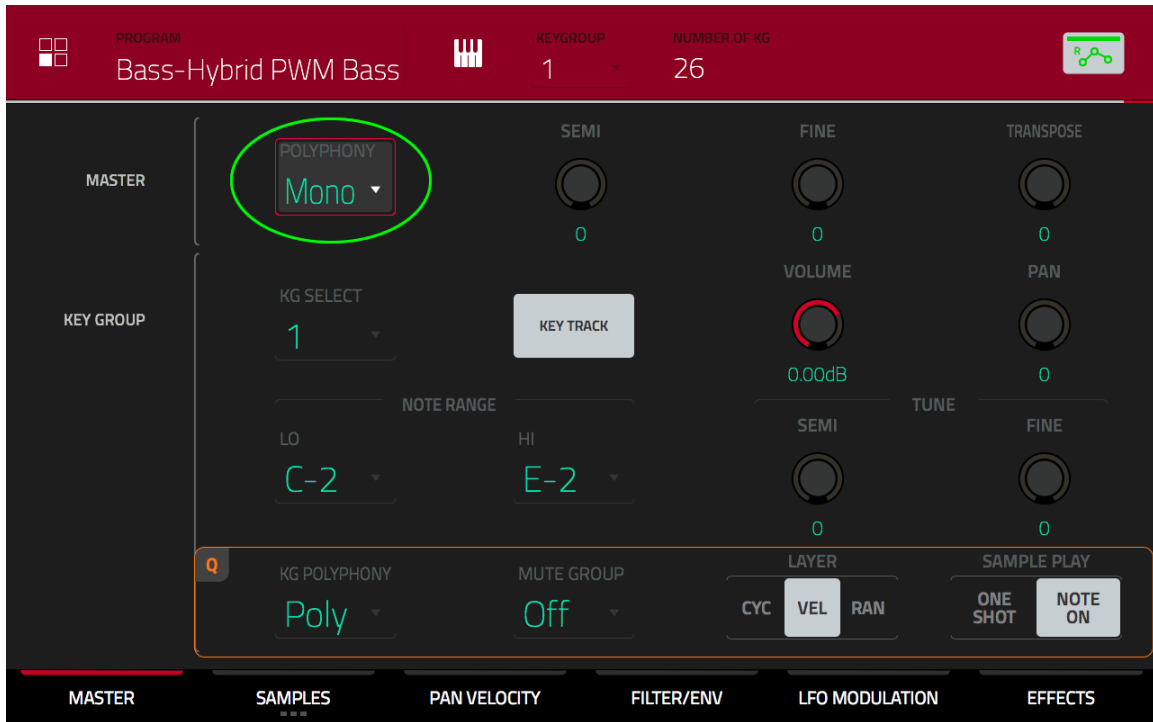 PROGRAM
Bass-Hybrid PWM Bass
KEYGROUP
1
NUMBER OF KG
26
R
MASTER
POLYPHONY
Mono
SEMI
0
FINE
0
TRANSPOSE
0
KEY GROUP
KG SELECT
1
KEY TRACK
VOLUME
0.00dB
PAN
0
NOTE RANGE
LO
C-2
HI
E-2
TUNE
SEMI
0
FINE
0
Q
KG POLYPHONY
Poly
MUTE GROUP
Off
LAYER
CYC VEL RAN
SAMPLE PLAY
ONE
SHOT
NOTE
ON
MASTER SAMPLES PAN VELOCITY FILTER/ENV LFO MODULATION EFFECTS